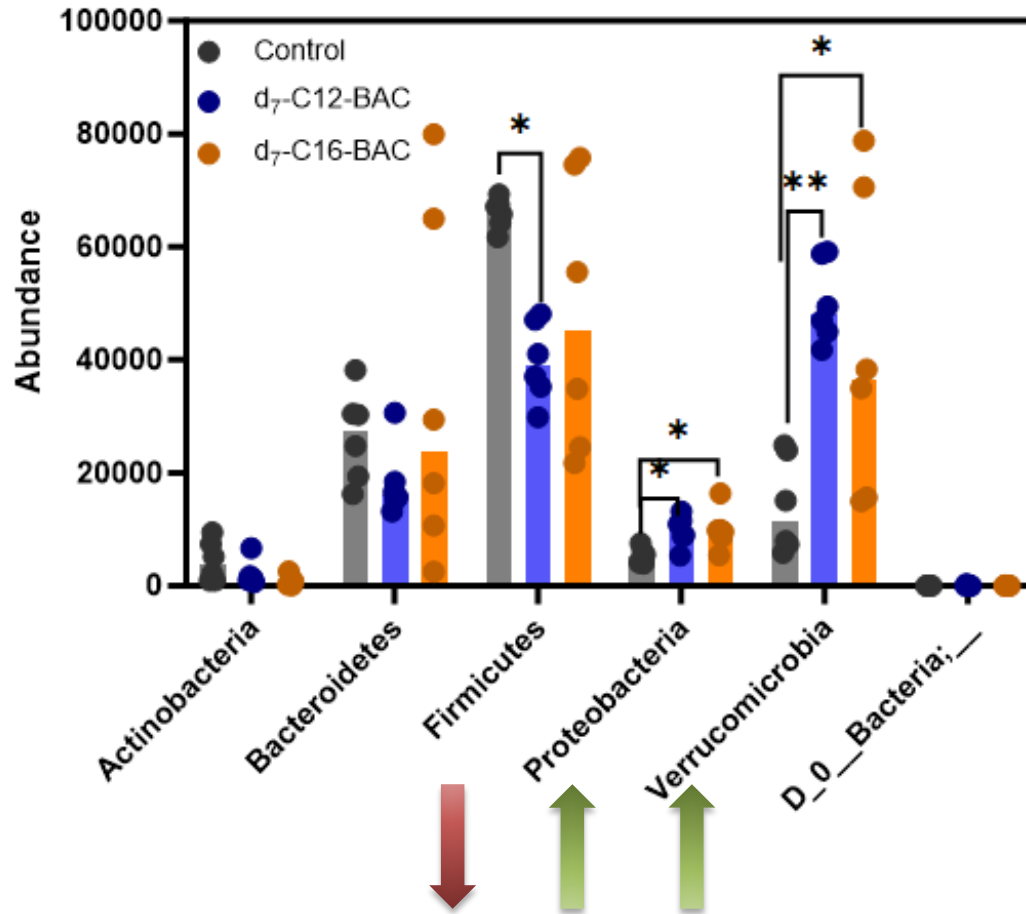 100000
80000
60000
40000
20000
0
Abundance
Control
d₇-C12-BAC
d₇-C16-BAC
*
*
**
*
*
Actinobacteria
Bacteroidetes
Firmicutes
Proteobacteria
Verrucomicrobia
D_0__Bacteria;__